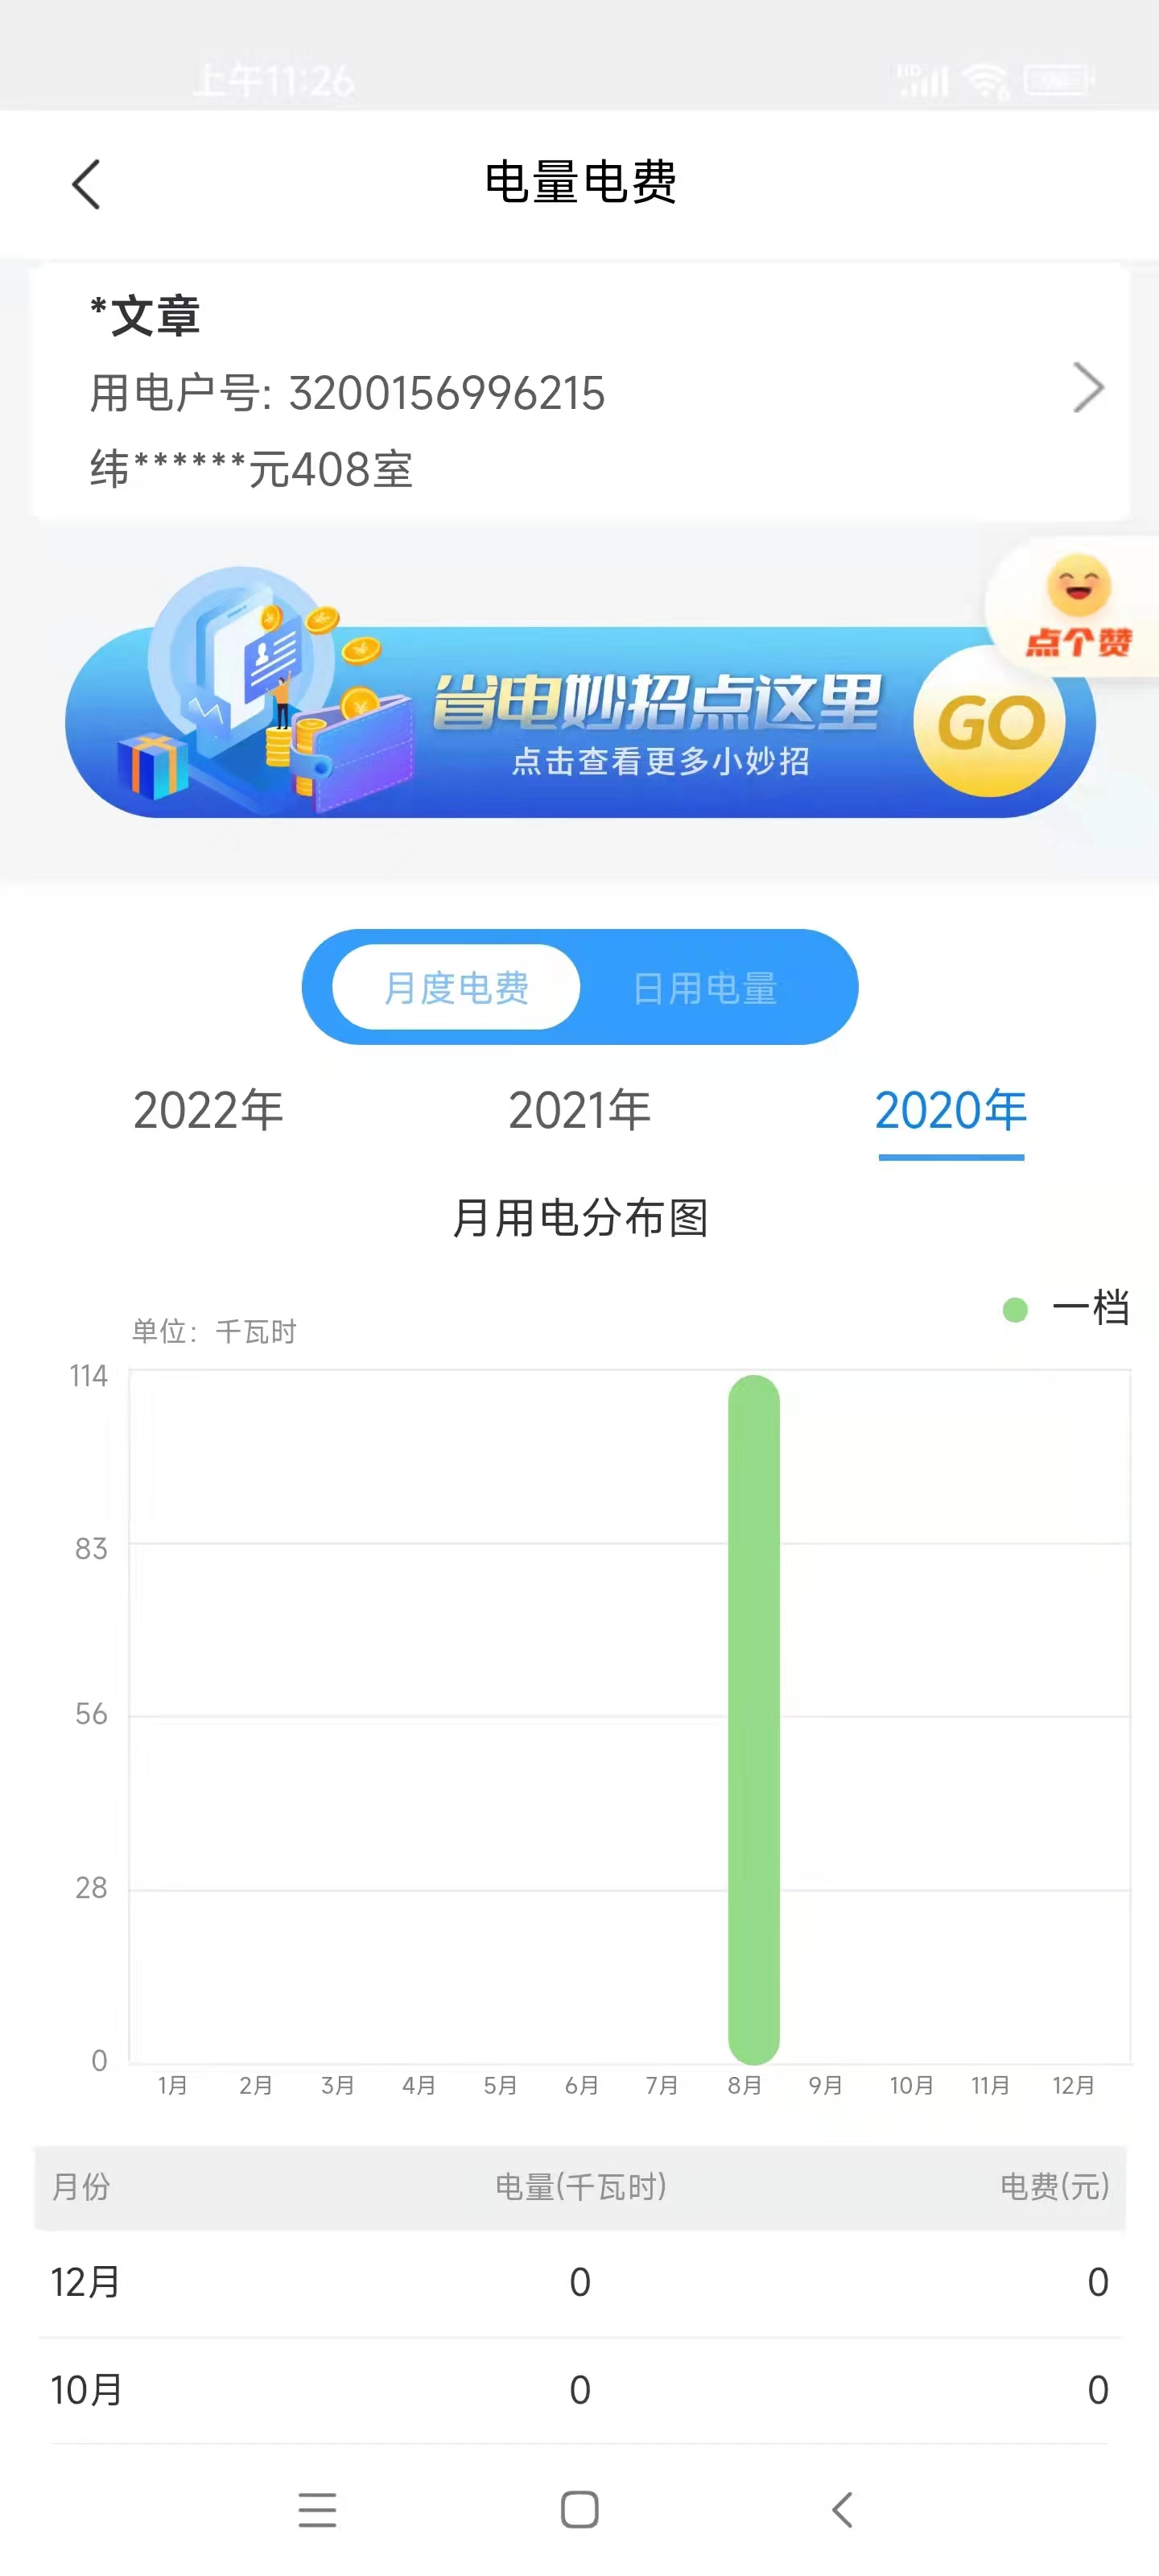 上午11:26
电量电费
*文章
用电户号: 3200156996215
纬******元408室
点个赞
省电妙招点这里
GO
点击查看更多小妙招
月度电费 日用电量
2022年 2021年 2020年
月用电分布图
一档
单位：千瓦时
114
83
56
28
0
1月 2月 3月 4月 5月 6月 7月 8月 9月 10月 11月 12月
月份 电量(千瓦时) 电费(元)
12月 0 0
10月 0 0